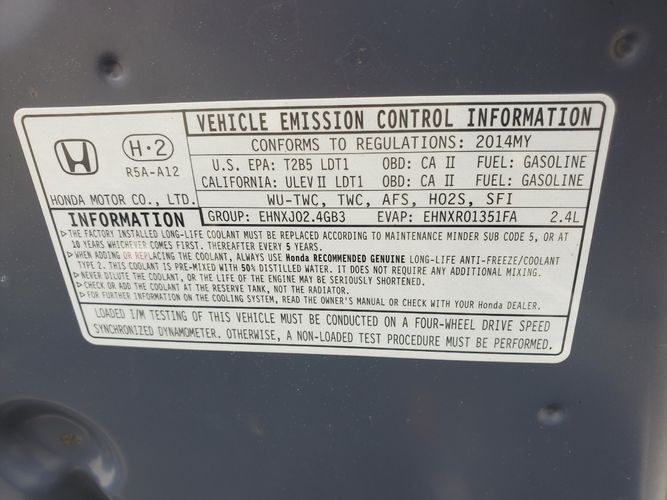 VEHICLE EMISSION CONTROL INFORMATION
H·2
R5A-A12
HONDA MOTOR CO., LTD.
CONFORMS TO REGULATIONS: 2014MY
U.S. EPA: T2B5 LDT1 OBD: CA II FUEL: GASOLINE
CALIFORNIA: ULEV II LDT1 OBD: CA II FUEL: GASOLINE
WU-TWC, TWC, AFS, HO2S, SFI
GROUP: EHNXJ02.4GB3 EVAP: EHNXR01351FA 2.4L
INFORMATION
▷THE FACTORY INSTALLED LONG-LIFE COOLANT MUST BE REPLACED ACCORDING TO MAINTENANCE MINDER SUB CODE 5, OR AT
10 YEARS WHICHEVER COMES FIRST. THEREAFTER EVERY 5 YEARS.
▷WHEN ADDING OR REPLACING THE COOLANT, ALWAYS USE Honda RECOMMENDED GENUINE LONG-LIFE ANTI-FREEZE/COOLANT
TYPE 2. THIS COOLANT IS PRE-MIXED WITH 50% DISTILLED WATER. IT DOES NOT REQUIRE ANY ADDITIONAL MIXING.
▷NEVER DILUTE THE COOLANT, OR THE LIFE OF THE ENGINE MAY BE SERIOUSLY SHORTENED.
▷CHECK OR ADD THE COOLANT AT THE RESERVE TANK, NOT THE RADIATOR.
▷FOR FURTHER INFORMATION ON THE COOLING SYSTEM, READ THE OWNER'S MANUAL OR CHECK WITH YOUR Honda DEALER.
LOADED I/M TESTING OF THIS VEHICLE MUST BE CONDUCTED ON A FOUR-WHEEL DRIVE SPEED
SYNCHRONIZED DYNAMOMETER. OTHERWISE, A NON-LOADED TEST PROCEDURE MUST BE PERFORMED.